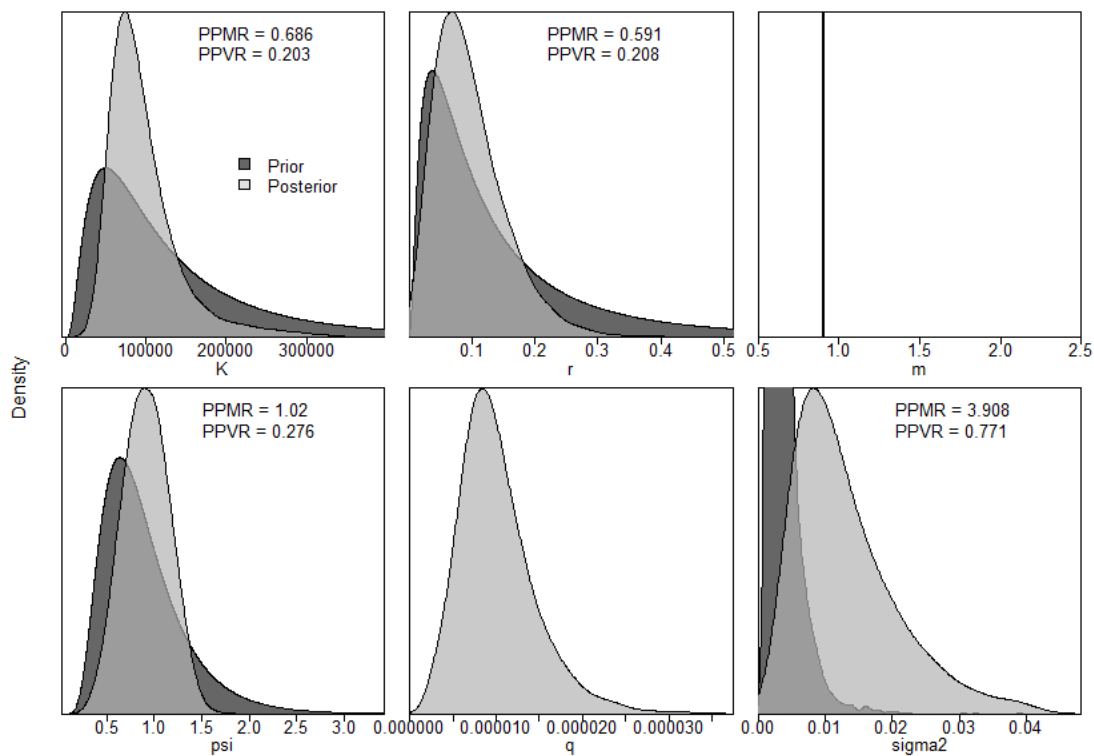 PPMR = 0.686
PPVR = 0.203
Prior
Posterior
0 100000 200000 300000
K
PPMR = 0.591
PPVR = 0.208
0.1 0.2 0.3 0.4 0.5
r
0.5 1.0 1.5 2.0 2.5
m
Density
PPMR = 1.02
PPVR = 0.276
0.5 1.0 1.5 2.0 2.5 3.0
psi
0.000000 0.000010 0.000020 0.000030
q
PPMR = 3.908
PPVR = 0.771
0.00 0.01 0.02 0.03 0.04
sigma2